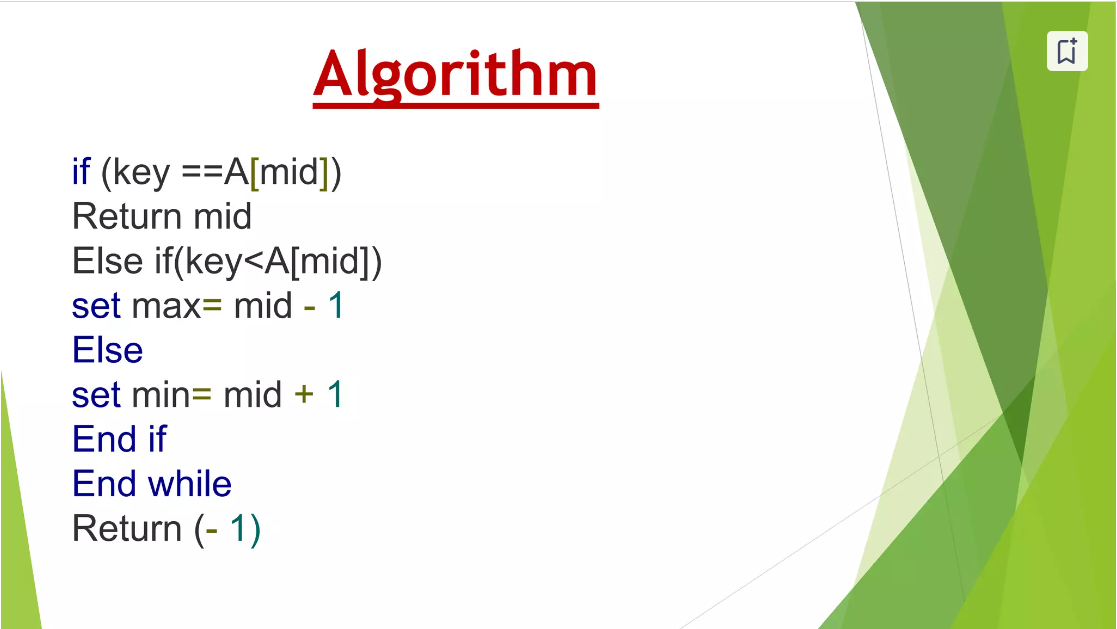 Algorithm
if (key ==A[mid])
Return mid
Else if(key<A[mid])
set max= mid - 1
Else
set min= mid + 1
End if
End while
Return (- 1)